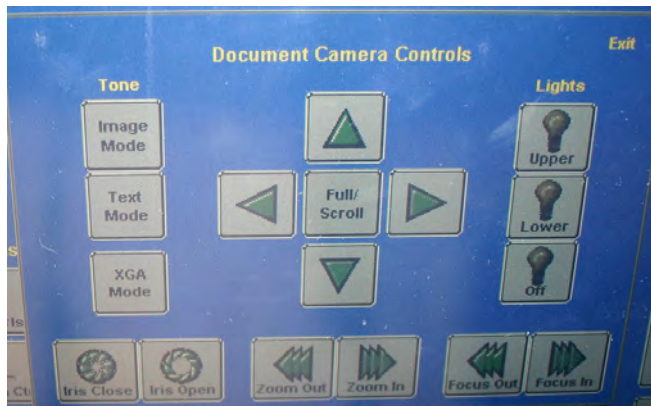 Document Camera Controls
Exit
Tone
Lights
Image
Mode
Upper
Text
Mode
Full/
Scroll
Lower
XGA
Mode
Off
Iris Close
Iris Open
Zoom Out
Zoom In
Focus Out
Focus In